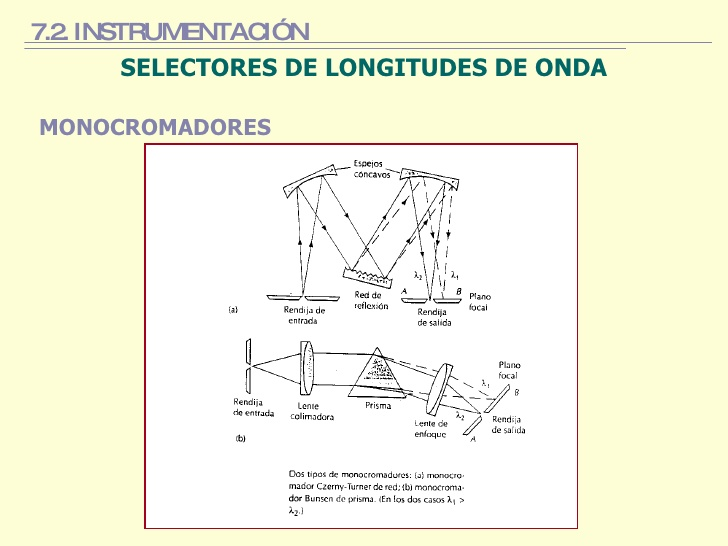 7.2. INSTRUMENTACIÓN
SELECTORES DE LONGITUDES DE ONDA
MONOCROMADORES
Espejos
cóncavos
λ₂
λ₁
A
B
Plano
focal
Red de
reflexión
(a)
Rendija de
entrada
Rendija
de salida
Plano
focal
λ₁
B
λ₂
Rendija
de entrada
Lente
colimadora
Prisma
Lente de
enfoque
A
Rendija
de salida
(b)
Dos tipos de monocromadores: (a) monocro-
mador Czerny-Turner de red; (b) monocroma-
dor Bunsen de prisma. (En los dos casos λ₁ >
λ₂.)